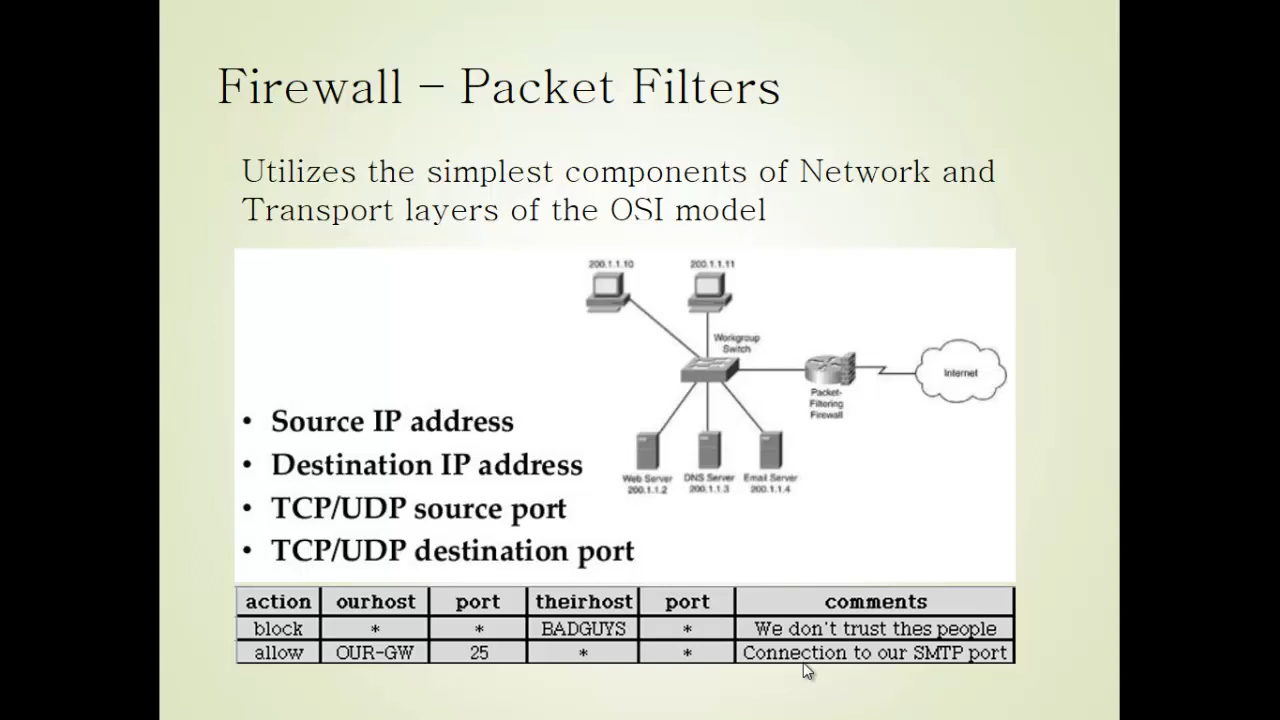 Firewall – Packet Filters
Utilizes the simplest components of Network and
Transport layers of the OSI model
200.1.1.10
200.1.1.11
Workgroup
Switch
Internet
Packet-
Filtering
Firewall
Web Server
200.1.1.2
DNS Server
200.1.1.3
Email Server
200.1.1.4
• Source IP address
• Destination IP address
• TCP/UDP source port
• TCP/UDP destination port
action ourhost port theirhost port comments
block * * BADGUYS * We don't trust thes people
allow OUR-GW 25 * * Connection to our SMTP port